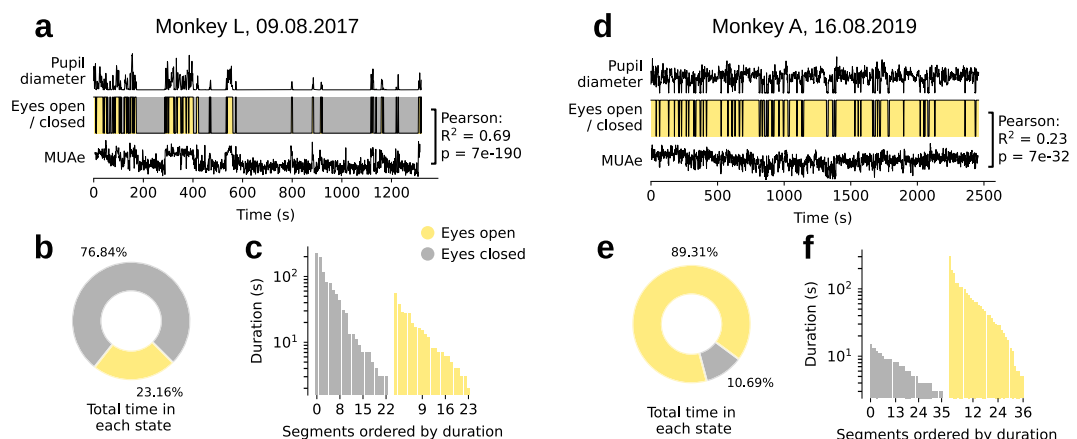 a
Monkey L, 09.08.2017
Pupil
diameter
Eyes open
/ closed
MUAe
Pearson:
R² = 0.69
p = 7e-190
0 200 400 600 800 1000 1200
Time (s)
d
Monkey A, 16.08.2019
Pupil
diameter
Eyes open
/ closed
MUAe
Pearson:
R² = 0.23
p = 7e-32
0 500 1000 1500 2000 2500
Time (s)
b
76.84%
23.16%
Total time in
each state
c
Eyes open
Eyes closed
Duration (s)
10²
10¹
0 8 15 22 9 16 23
Segments ordered by duration
e
89.31%
10.69%
Total time in
each state
f
Duration (s)
10²
10¹
0 13 24 35 12 24 36
Segments ordered by duration